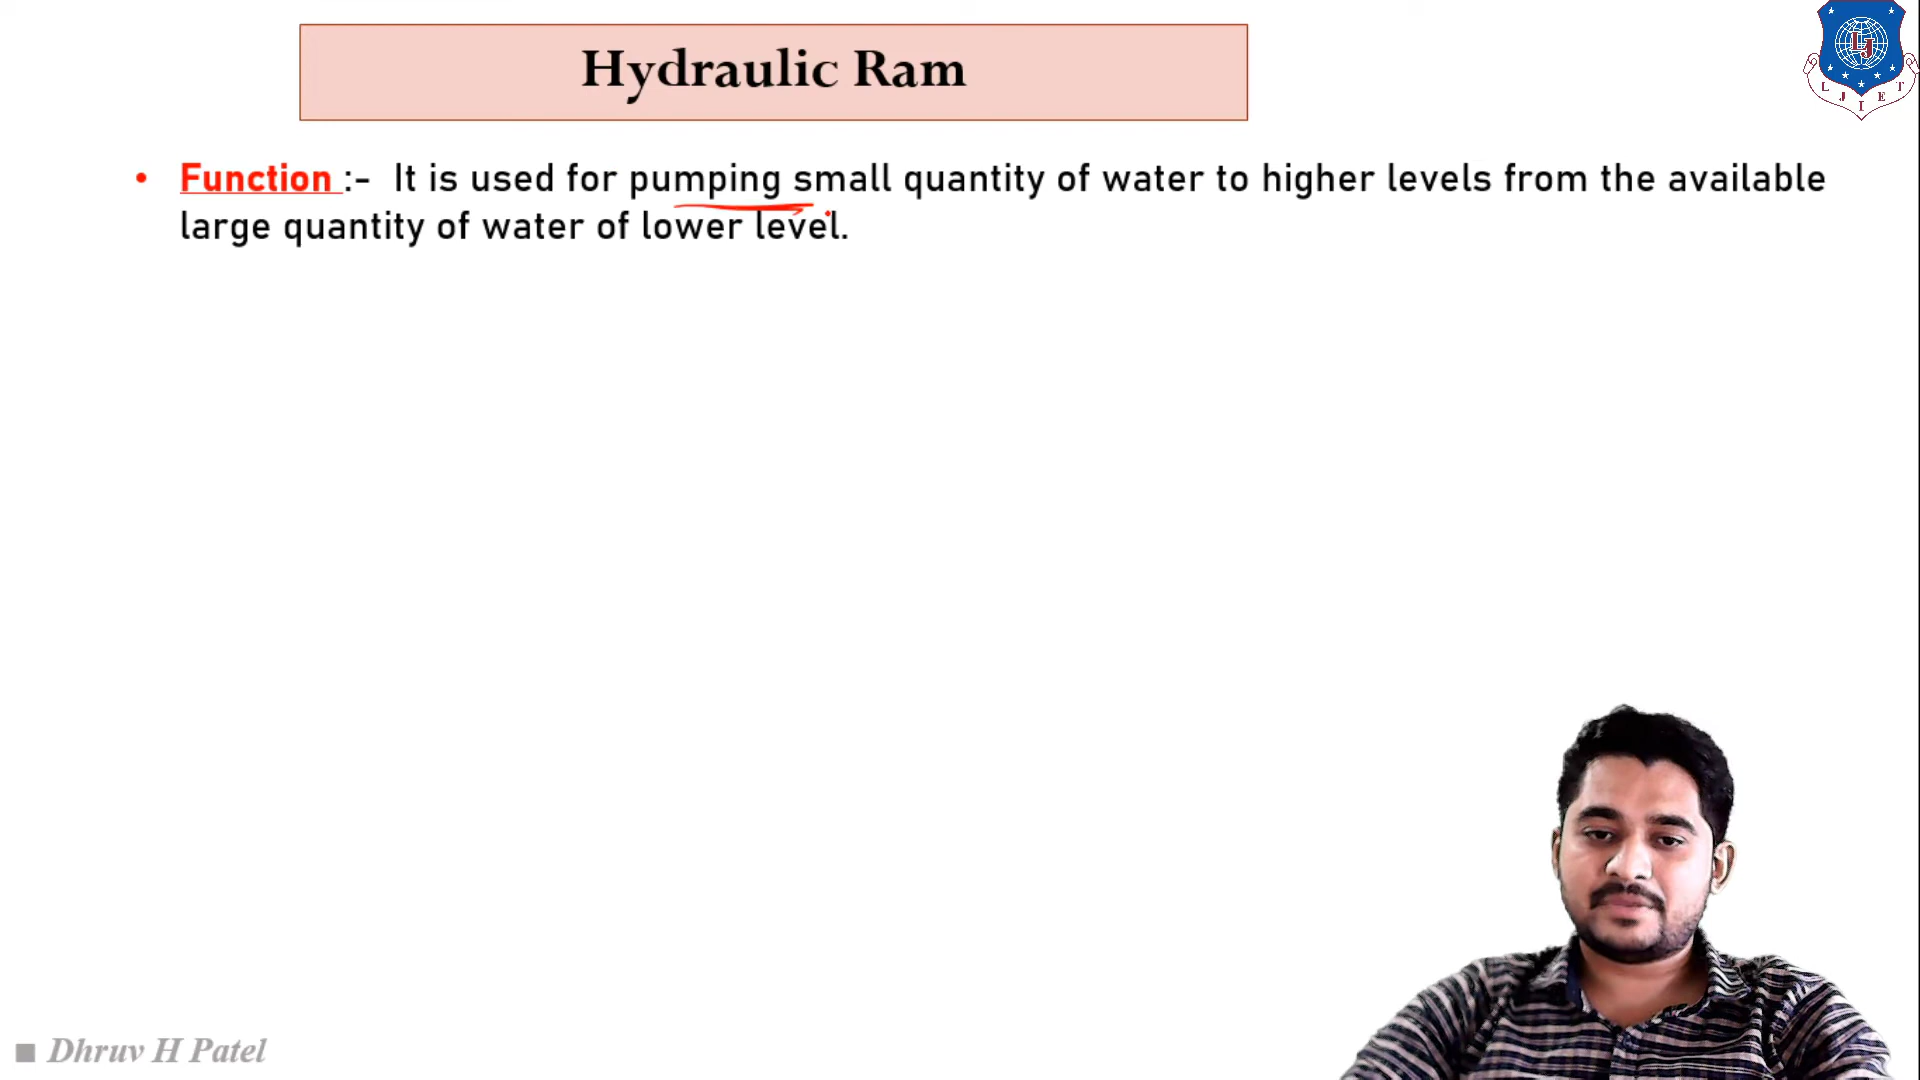 Hydraulic Ram
• Function :- It is used for pumping small quantity of water to higher levels from the available
large quantity of water of lower level.
L J I E T
LJ
■ Dhruv H Patel